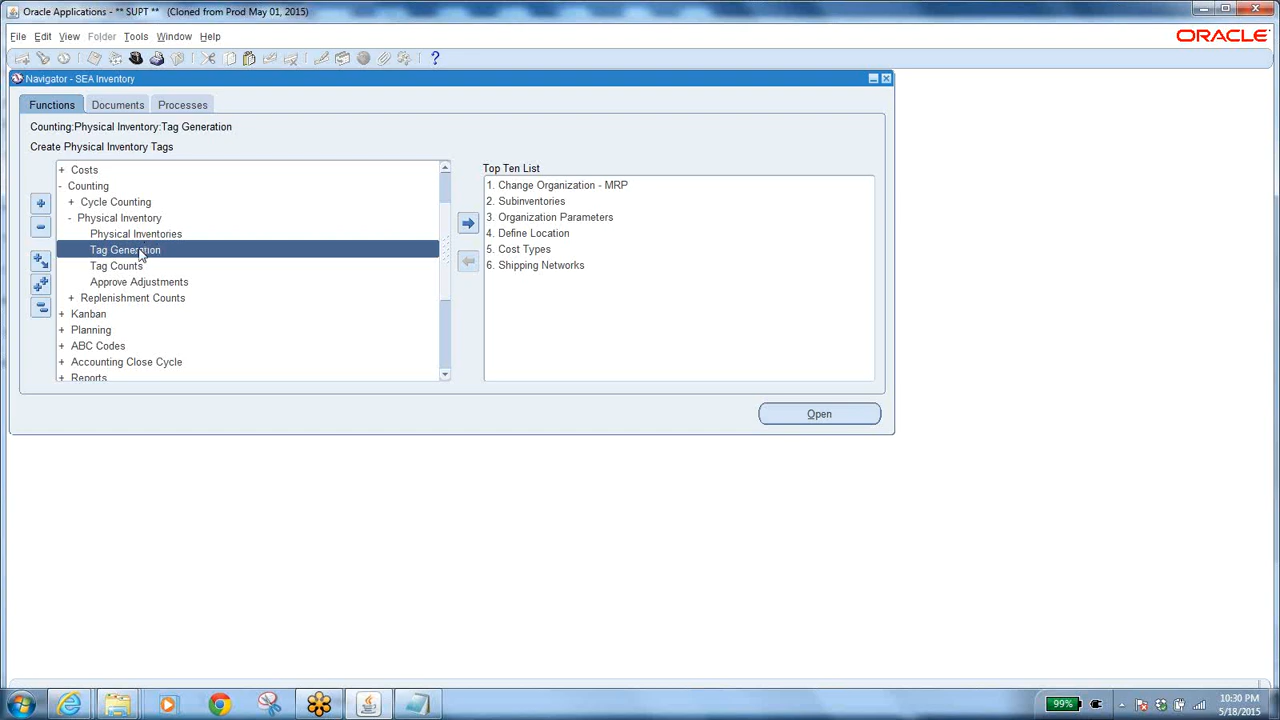 Oracle Applications - ** SUPT ** (Cloned from Prod May 01, 2015)
File Edit View Folder Tools Window Help
ORACLE
Navigator - SEA Inventory
Functions Documents Processes
Counting:Physical Inventory:Tag Generation
Create Physical Inventory Tags
+ Costs
- Counting
+ Cycle Counting
- Physical Inventory
Physical Inventories
Tag Generation
Tag Counts
Approve Adjustments
+ Replenishment Counts
+ Kanban
+ Planning
+ ABC Codes
+ Accounting Close Cycle
+ Reports
Top Ten List
1. Change Organization - MRP
2. Subinventories
3. Organization Parameters
4. Define Location
5. Cost Types
6. Shipping Networks
Open
99%
10:30 PM
5/18/2015